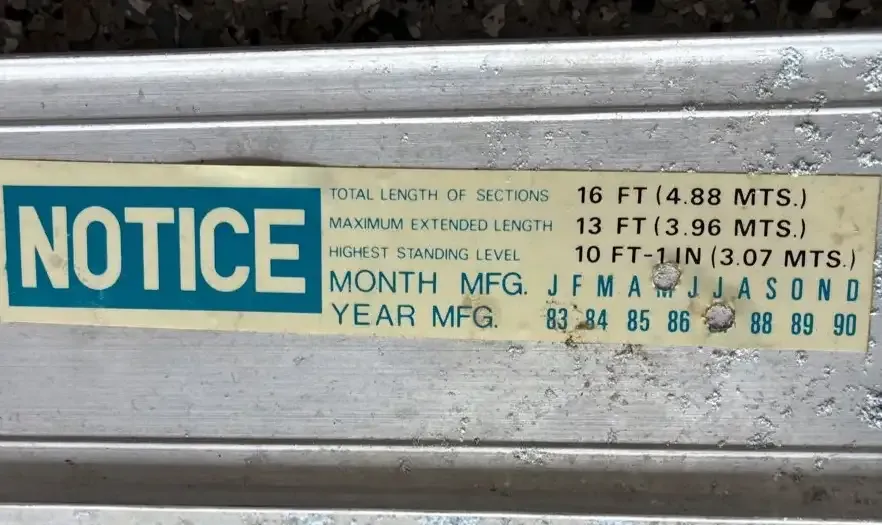 NOTICE
TOTAL LENGTH OF SECTIONS 16 FT (4.88 MTS.)
MAXIMUM EXTENDED LENGTH 13 FT (3.96 MTS.)
HIGHEST STANDING LEVEL 10 FT-1 IN (3.07 MTS.)
MONTH MFG. J F M A M J J A S O N D
YEAR MFG. 83 84 85 86 88 89 90